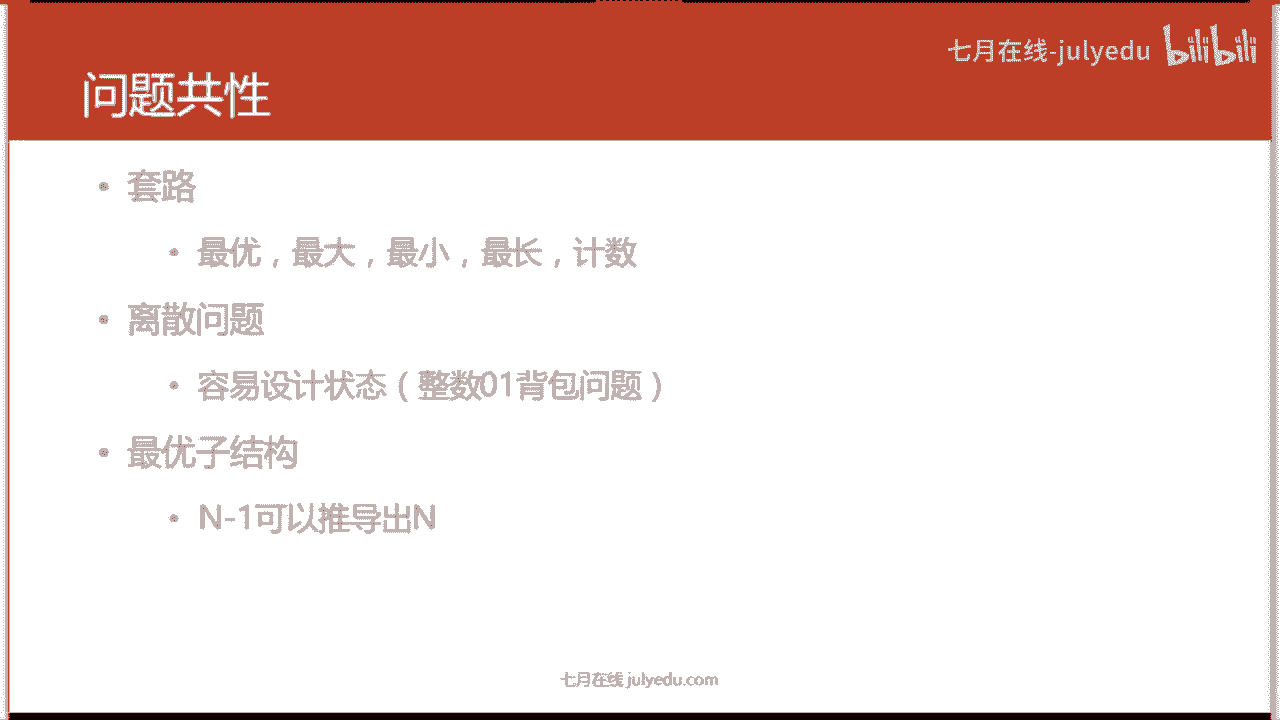 七月在线-julyedu bilibili
问题共性
• 套路
• 最优，最大，最小，最长，计数
• 离散问题
• 容易设计状态（整数01背包问题）
• 最优子结构
• N-1可以推导出N
七月在线 julyedu.com